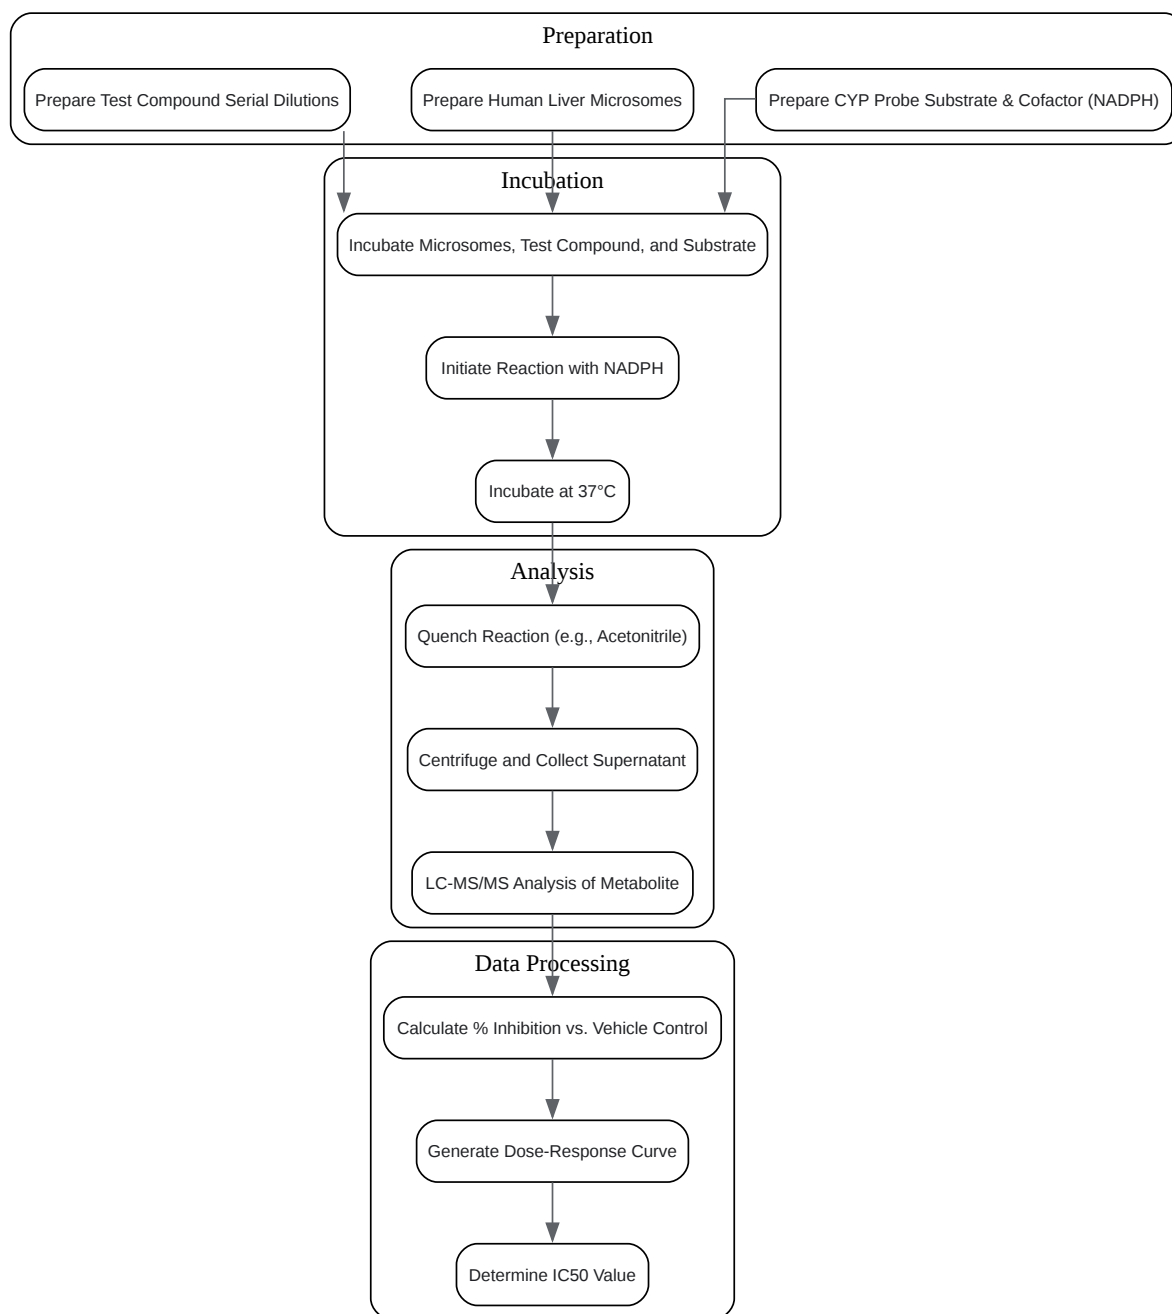 Preparation
Prepare Test Compound Serial Dilutions
Prepare Human Liver Microsomes
Prepare CYP Probe Substrate & Cofactor (NADPH)
Incubation
Incubate Microsomes, Test Compound, and Substrate
Initiate Reaction with NADPH
Incubate at 37°C
Analysis
Quench Reaction (e.g., Acetonitrile)
Centrifuge and Collect Supernatant
LC-MS/MS Analysis of Metabolite
Data Processing
Calculate % Inhibition vs. Vehicle Control
Generate Dose-Response Curve
Determine IC50 Value